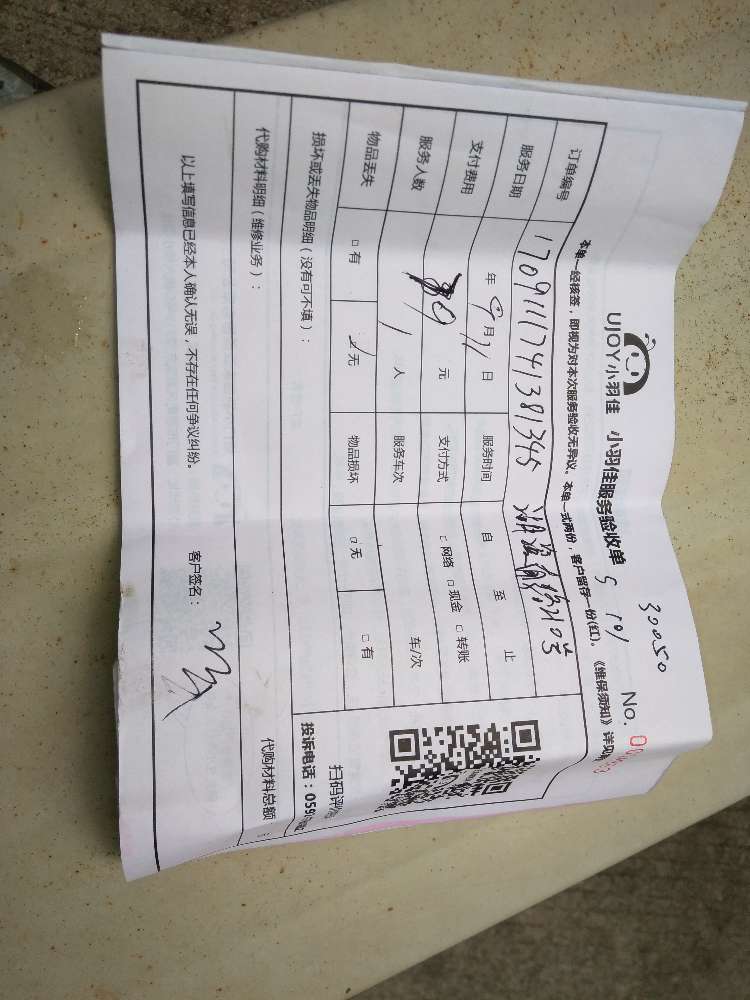 30050
UJOY小羽佳 小羽佳服务验收单 No.
5 701
本单一经核签，即视为对本次服务验收无异议。本单一式两份，客户留存一份(红)。《维保须知》详见
订单编号 1709111741381345
服务日期 年 9 月 11 日 服务时间 自 至 止
支付费用 元 支付方式 □ 网络 □ 现金 □ 转账
服务人数 1 人 服务车次 车/次
物品丢失 □ 有 ✓ 无 物品损坏 □ 无 □ 有
损坏或丢失物品明细（没有可不填）：
扫码评
投诉电话：059
代购材料明细（维修业务）： 代购材料总额
以上填写信息已经本人确认无误，不存在任何争议纠纷。 客户签名：